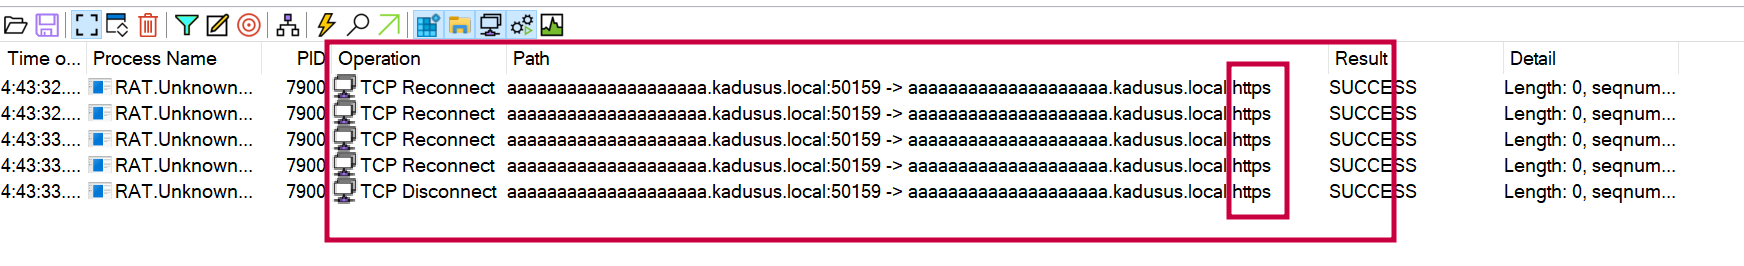 Time o... Process Name PID Operation Path Result Detail
4:43:32.... RAT.Unknown... 7900 TCP Reconnect aaaaaaaaaaaaaaaaaaaa.kadusus.local:50159 -> aaaaaaaaaaaaaaaaaaaa.kadusus.local:https SUCCESS Length: 0, seqnum...
4:43:32.... RAT.Unknown... 7900 TCP Reconnect aaaaaaaaaaaaaaaaaaaa.kadusus.local:50159 -> aaaaaaaaaaaaaaaaaaaa.kadusus.local:https SUCCESS Length: 0, seqnum...
4:43:33.... RAT.Unknown... 7900 TCP Reconnect aaaaaaaaaaaaaaaaaaaa.kadusus.local:50159 -> aaaaaaaaaaaaaaaaaaaa.kadusus.local:https SUCCESS Length: 0, seqnum...
4:43:33.... RAT.Unknown... 7900 TCP Reconnect aaaaaaaaaaaaaaaaaaaa.kadusus.local:50159 -> aaaaaaaaaaaaaaaaaaaa.kadusus.local:https SUCCESS Length: 0, seqnum...
4:43:33.... RAT.Unknown... 7900 TCP Disconnect aaaaaaaaaaaaaaaaaaaa.kadusus.local:50159 -> aaaaaaaaaaaaaaaaaaaa.kadusus.local:https SUCCESS Length: 0, seqnum...